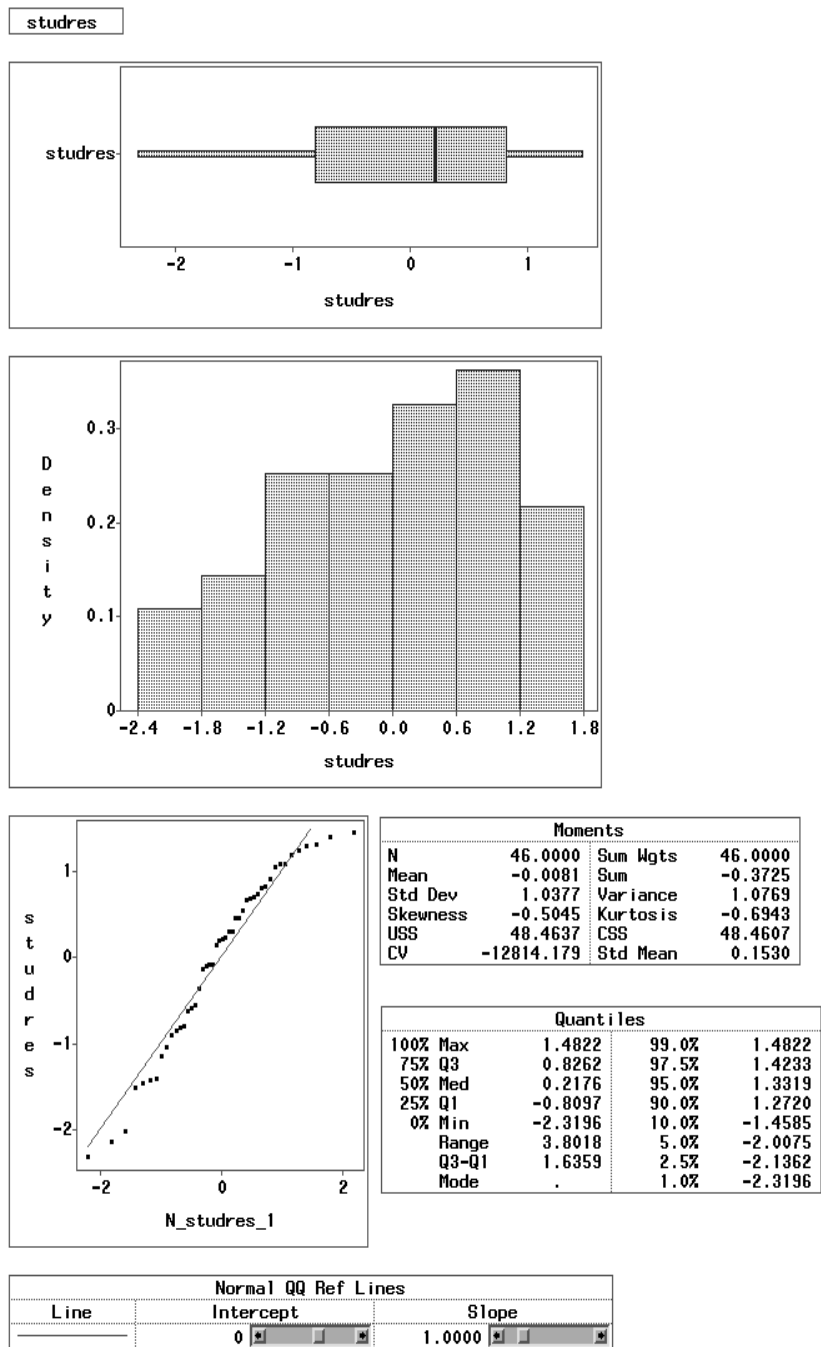 studres
studres
-2 -1 0 1
studres
Density
0.3
0.2
0.1
0
-2.4 -1.8 -1.2 -0.6 0.0 0.6 1.2 1.8
studres
studres
1
0
-1
-2
-2 0 2
N_studres_1
Moments
N 46.0000 Sum Wgts 46.0000
Mean -0.0081 Sum -0.3725
Std Dev 1.0377 Variance 1.0769
Skewness -0.5045 Kurtosis -0.6943
USS 48.4637 CSS 48.4607
CV -12814.179 Std Mean 0.1530
Quantiles
100% Max 1.4822 99.0% 1.4822
75% Q3 0.8262 97.5% 1.4233
50% Med 0.2176 95.0% 1.3319
25% Q1 -0.8097 90.0% 1.2720
0% Min -2.3196 10.0% -1.4585
Range 3.8018 5.0% -2.0075
Q3-Q1 1.6359 2.5% -2.1362
Mode . 1.0% -2.3196
Normal QQ Ref Lines
Line Intercept Slope
0 1.0000